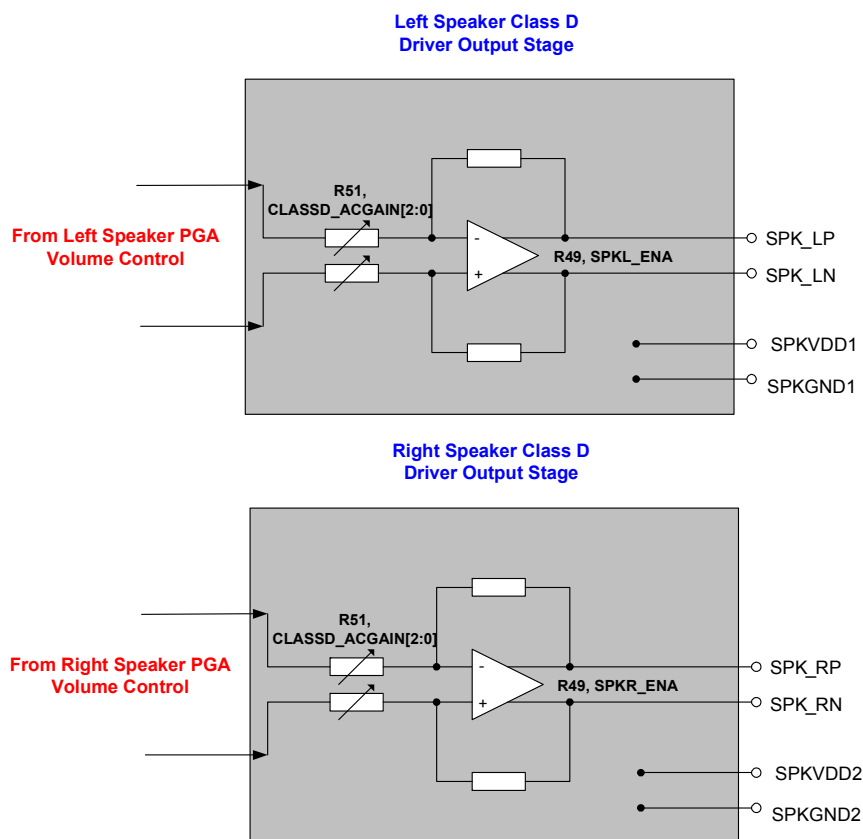 Left Speaker Class D
Driver Output Stage
R51,
CLASSD_ACGAIN[2:0]
From Left Speaker PGA
Volume Control
-
+
R49, SPKL_ENA
SPK_LP
SPK_LN
SPKVDD1
SPKGND1
Right Speaker Class D
Driver Output Stage
R51,
CLASSD_ACGAIN[2:0]
From Right Speaker PGA
Volume Control
-
+
R49, SPKR_ENA
SPK_RP
SPK_RN
SPKVDD2
SPKGND2